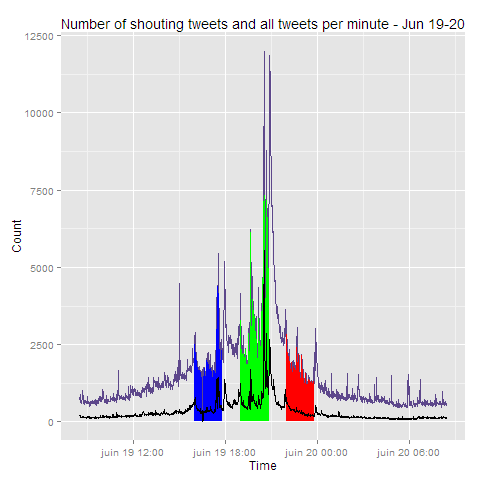 Number of shouting tweets and all tweets per minute - Jun 19-20
12500
10000
7500
5000
2500
0
Count
juin 19 12:00 juin 19 18:00 juin 20 00:00 juin 20 06:00
Time